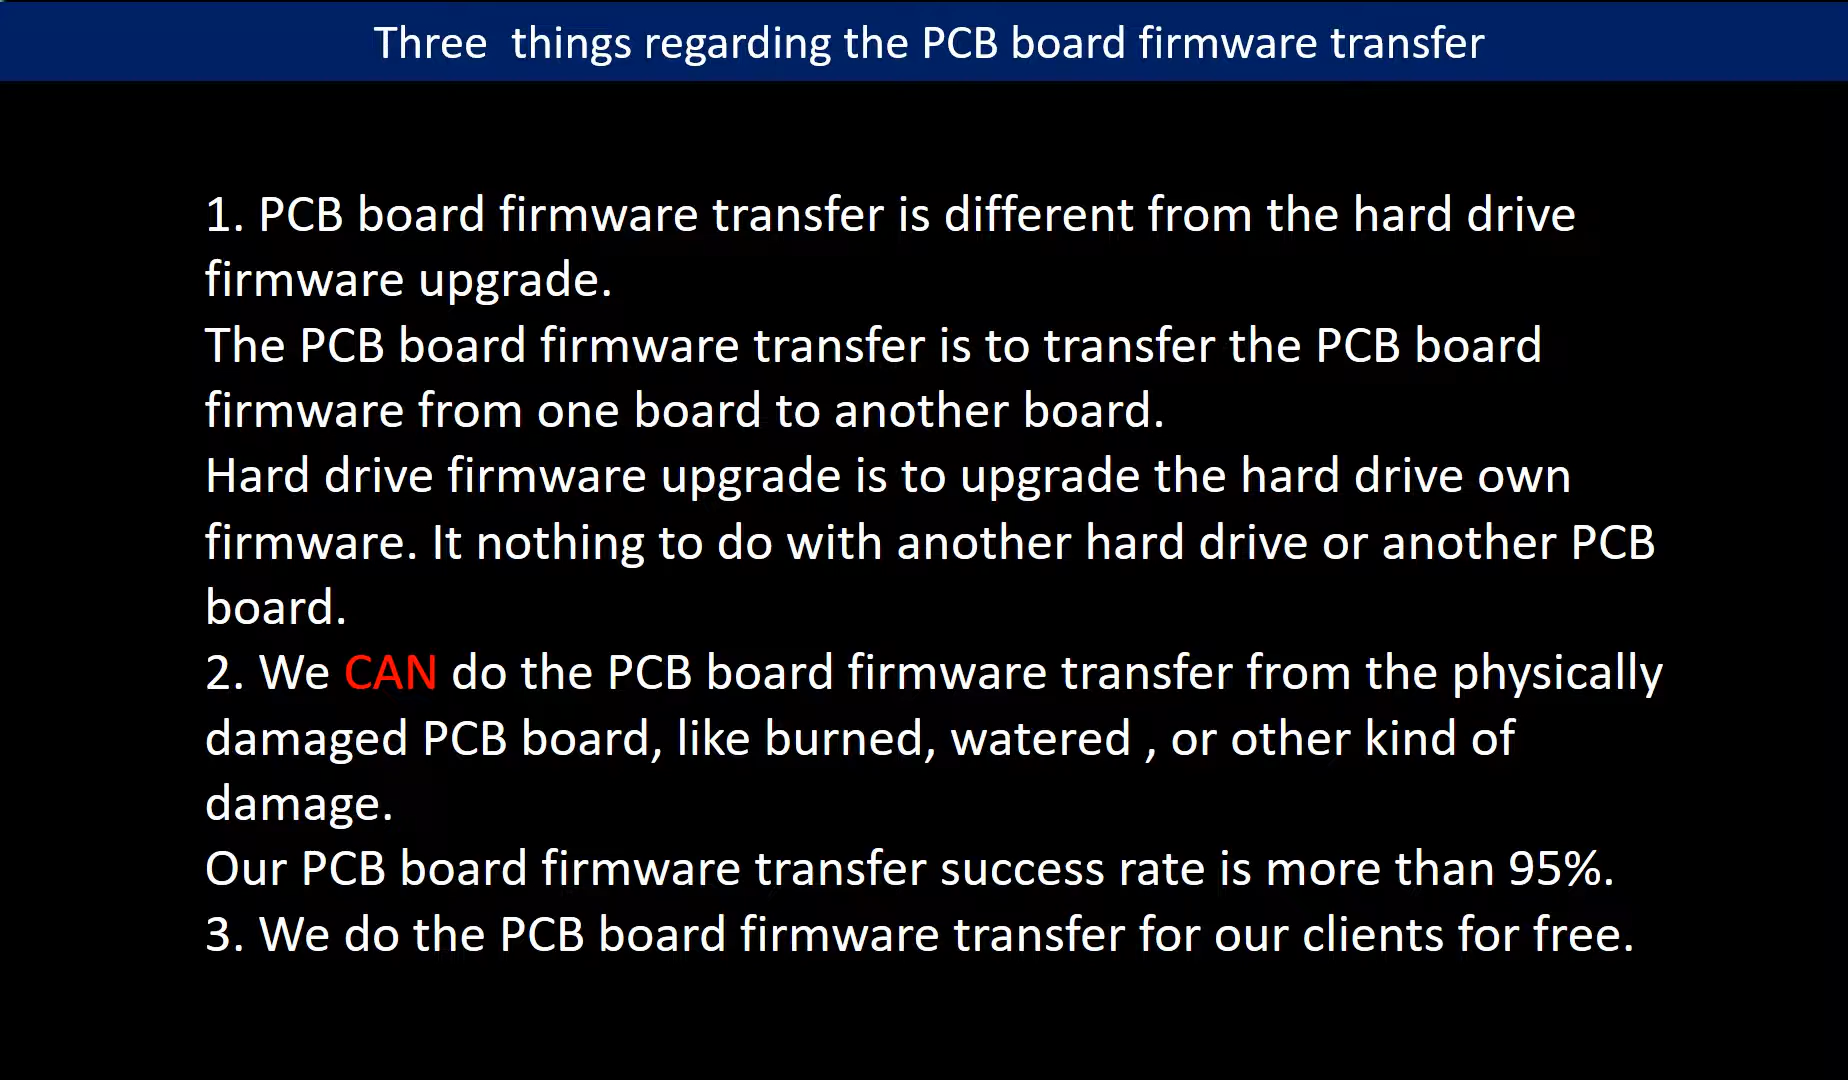 Three  things regarding the PCB board firmware transfer
1. PCB board firmware transfer is different from the hard drive
firmware upgrade.
The PCB board firmware transfer is to transfer the PCB board
firmware from one board to another board.
Hard drive firmware upgrade is to upgrade the hard drive own
firmware. It nothing to do with another hard drive or another PCB
board.
2. We CAN do the PCB board firmware transfer from the physically
damaged PCB board, like burned, watered , or other kind of
damage.
Our PCB board firmware transfer success rate is more than 95%.
3. We do the PCB board firmware transfer for our clients for free.